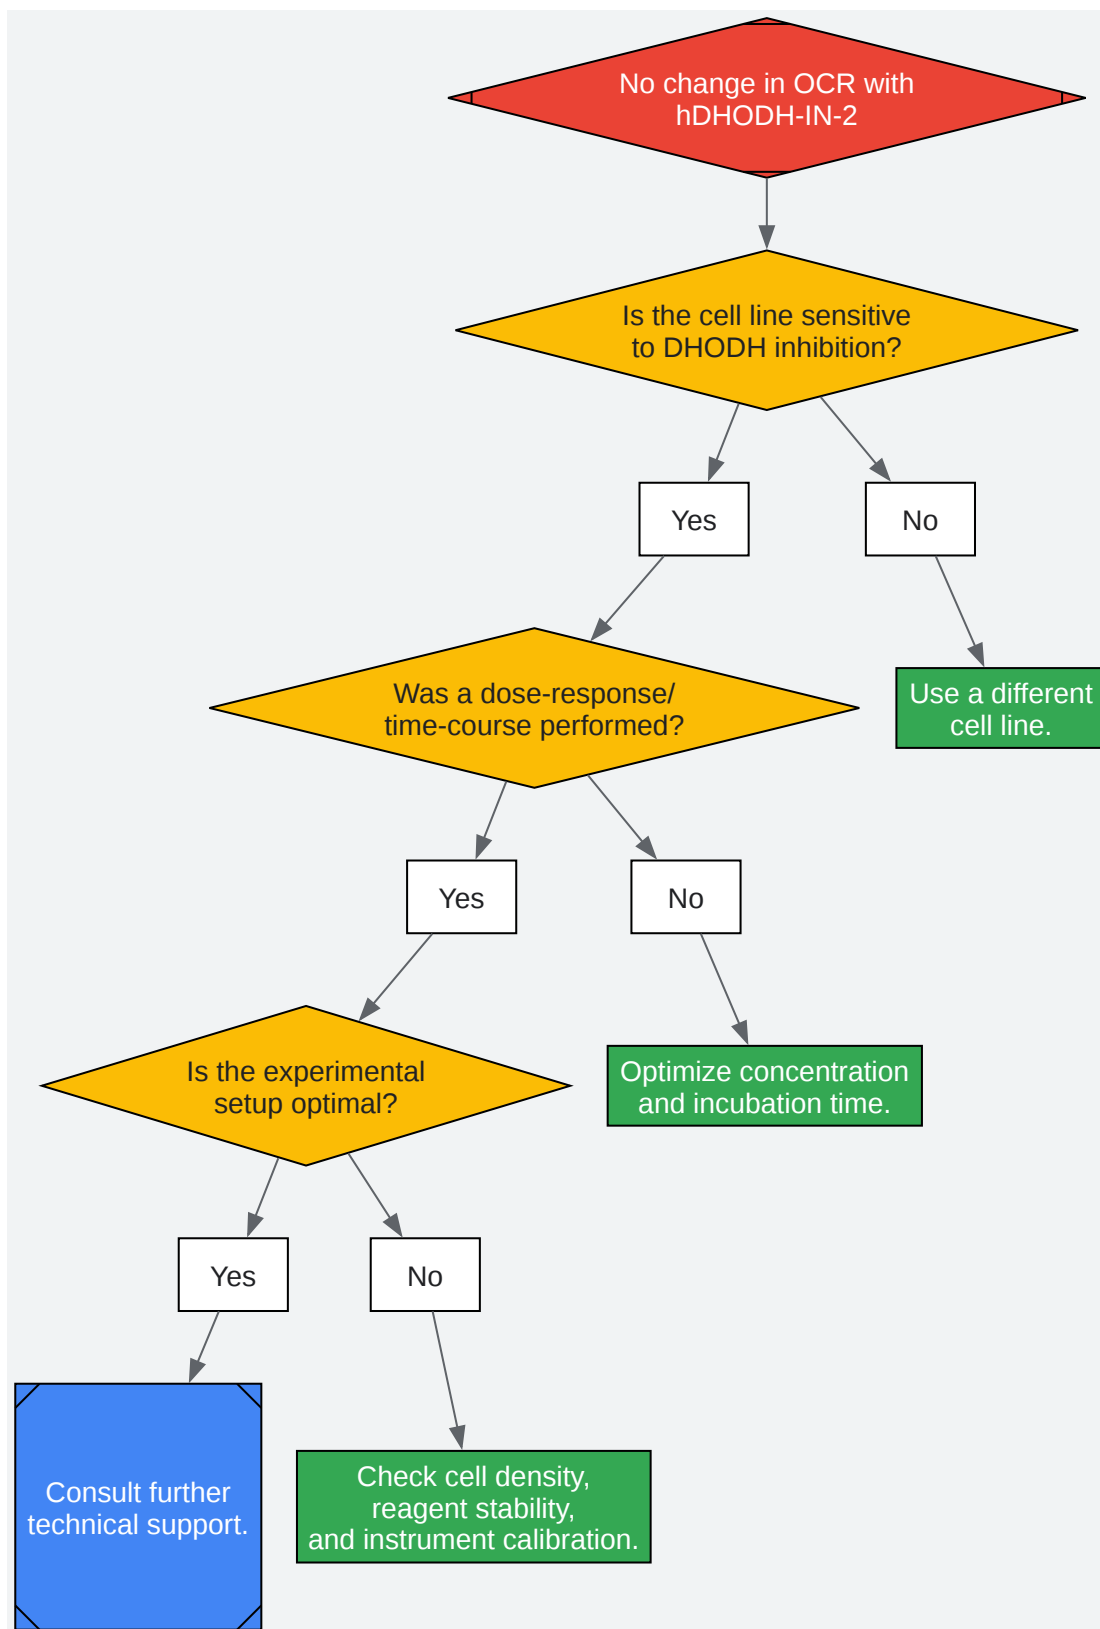 No change in OCR with
hDHODH-IN-2
Is the cell line sensitive
to DHODH inhibition?
Yes
No
Was a dose-response/
time-course performed?
Use a different
cell line.
Yes
No
Is the experimental
setup optimal?
Optimize concentration
and incubation time.
Yes
No
Consult further
technical support.
Check cell density,
reagent stability,
and instrument calibration.